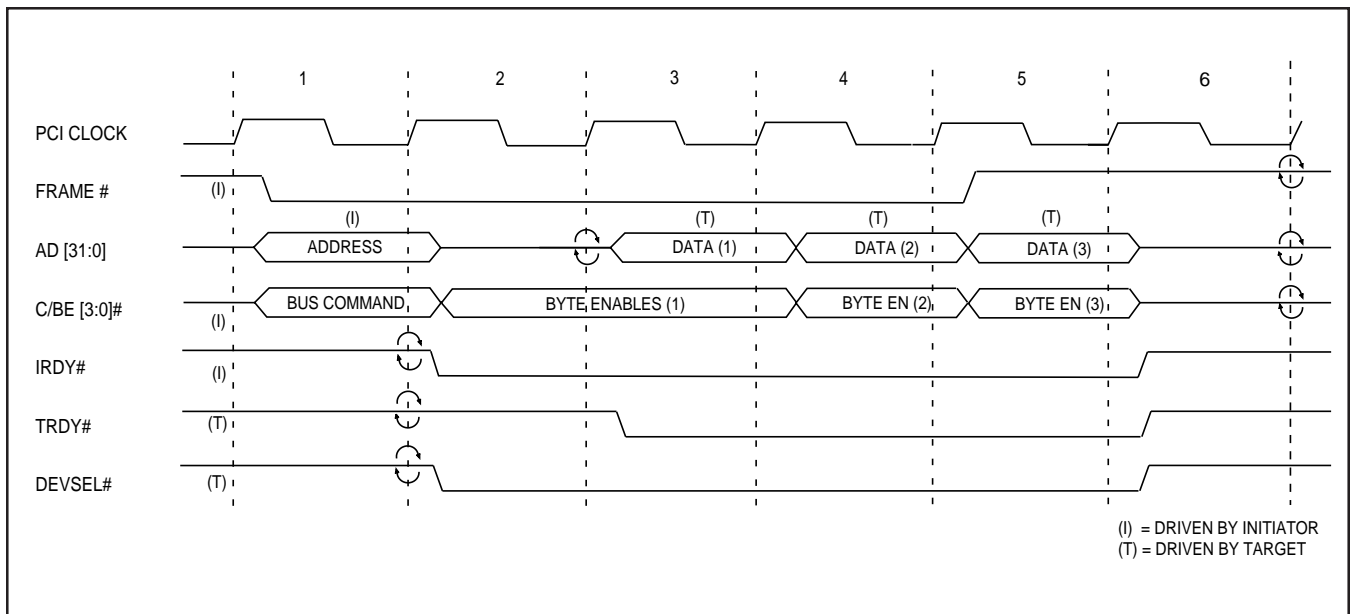 1 2 3 4 5 6
PCI CLOCK
FRAME # (I)
(I) (T) (T) (T)
AD [31:0] ADDRESS DATA (1) DATA (2) DATA (3)
C/BE [3:0]# BUS COMMAND BYTE ENABLES (1) BYTE EN (2) BYTE EN (3)
(I)
IRDY# (I)
TRDY# (T)
DEVSEL# (T)
(I) = DRIVEN BY INITIATOR
(T) = DRIVEN BY TARGET